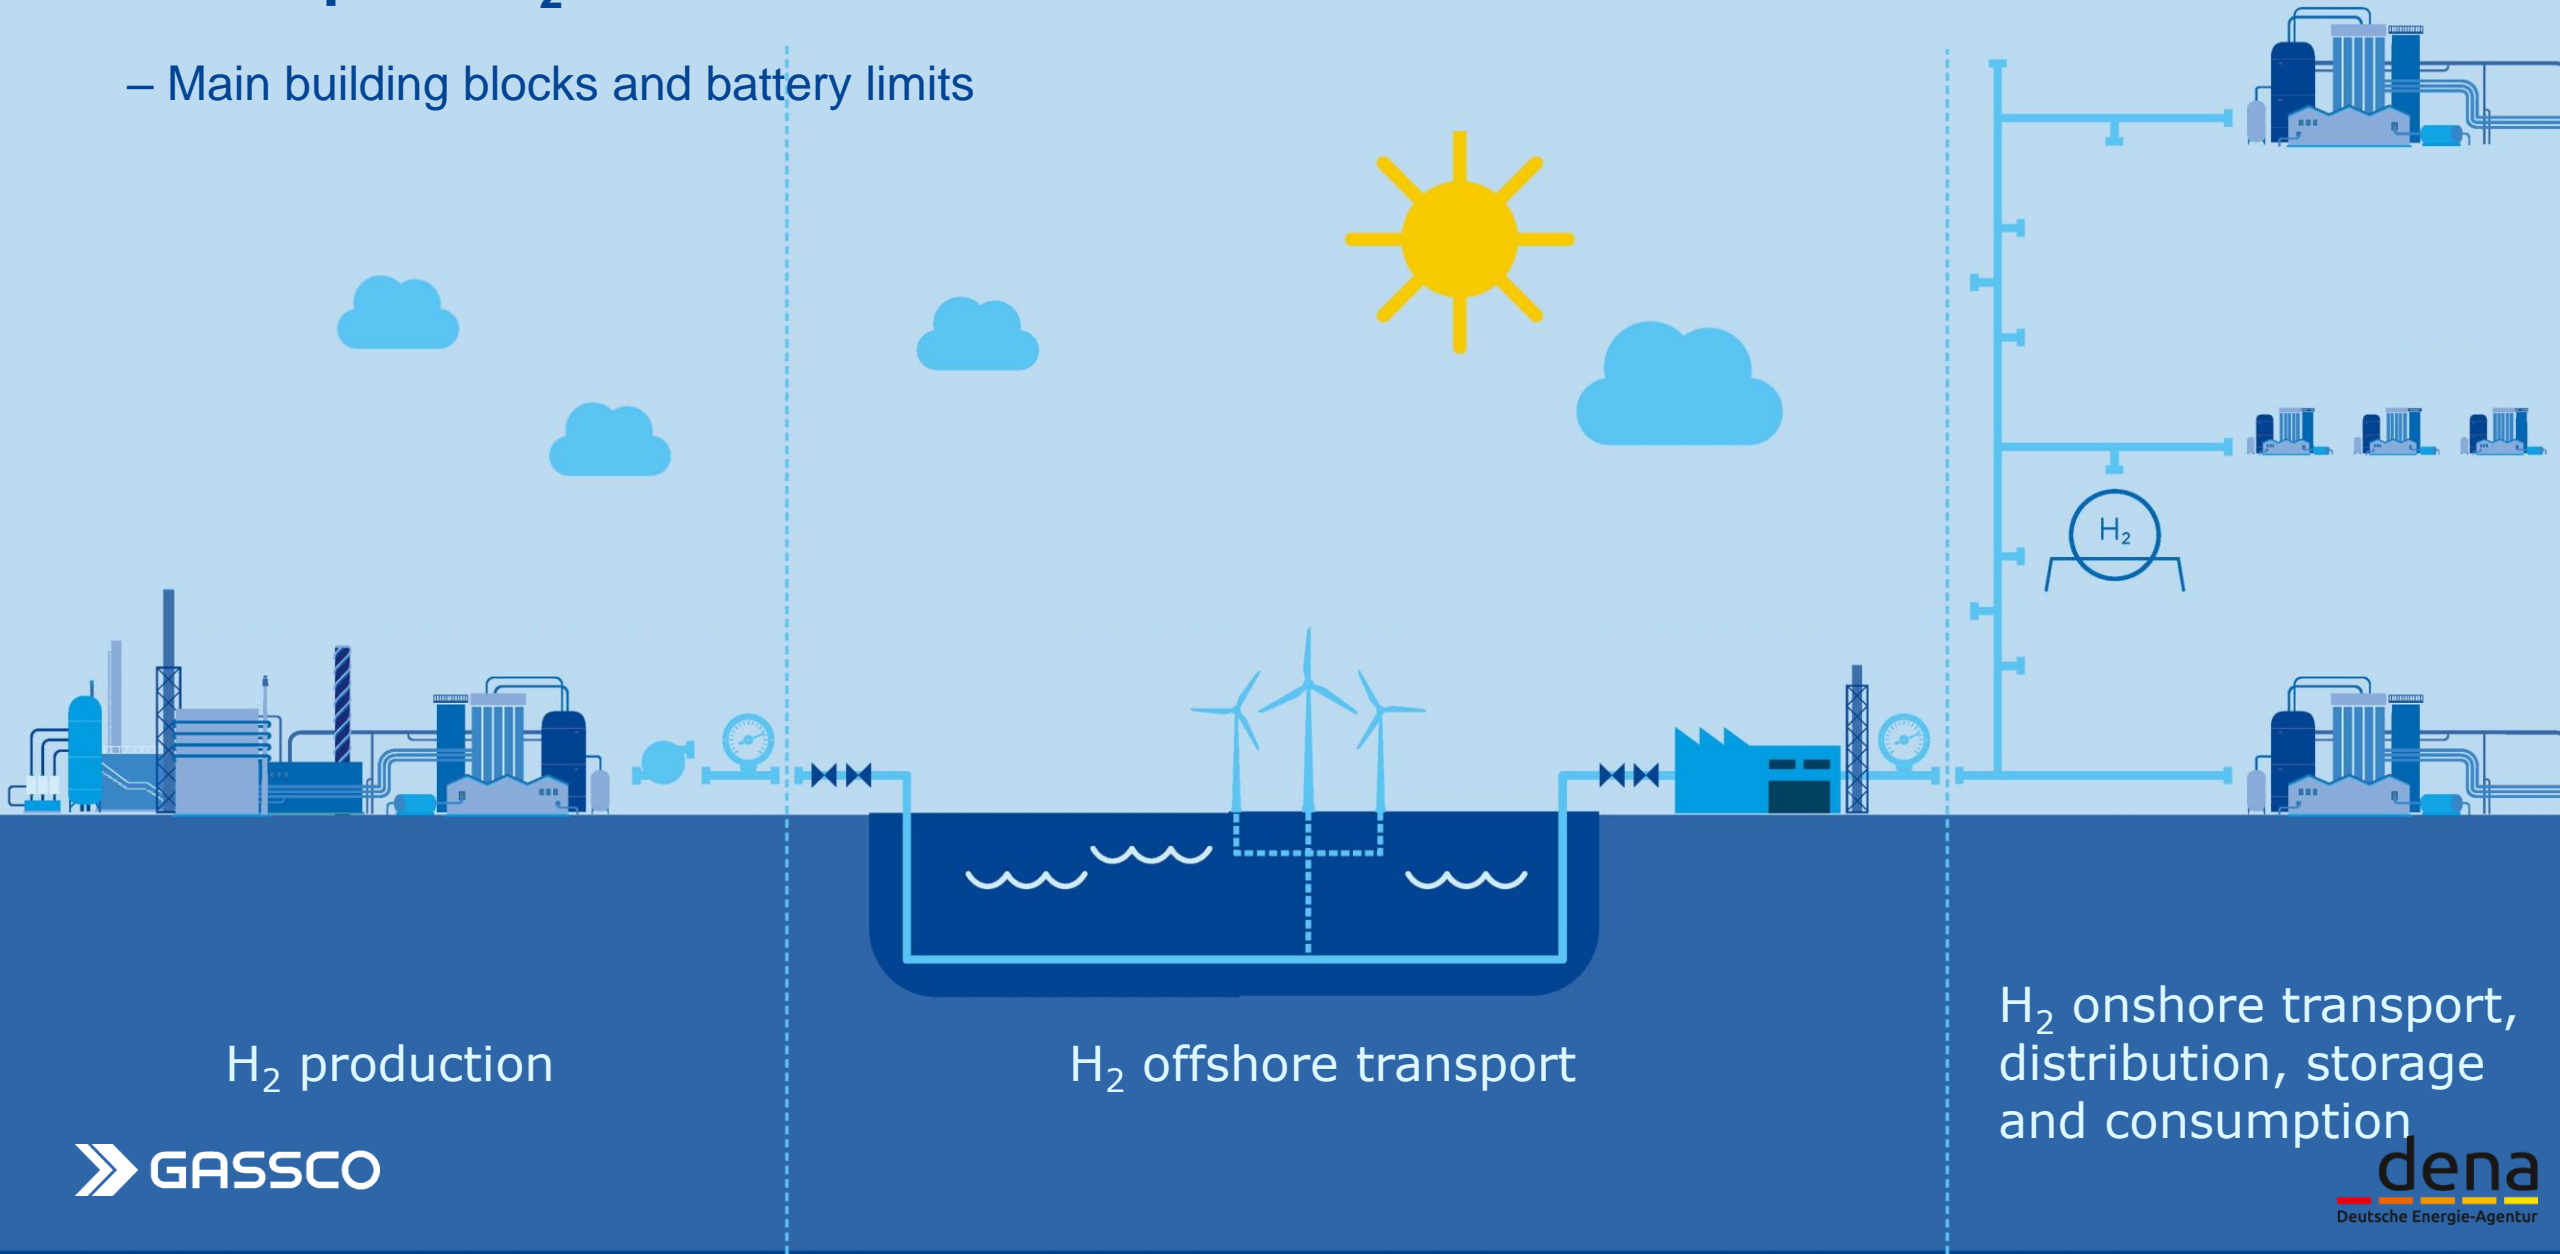 – Main building blocks and battery limits
H₂
H₂ production
H₂ offshore transport
H₂ onshore transport,
distribution, storage
and consumption
GASSCO
dena
Deutsche Energie-Agentur